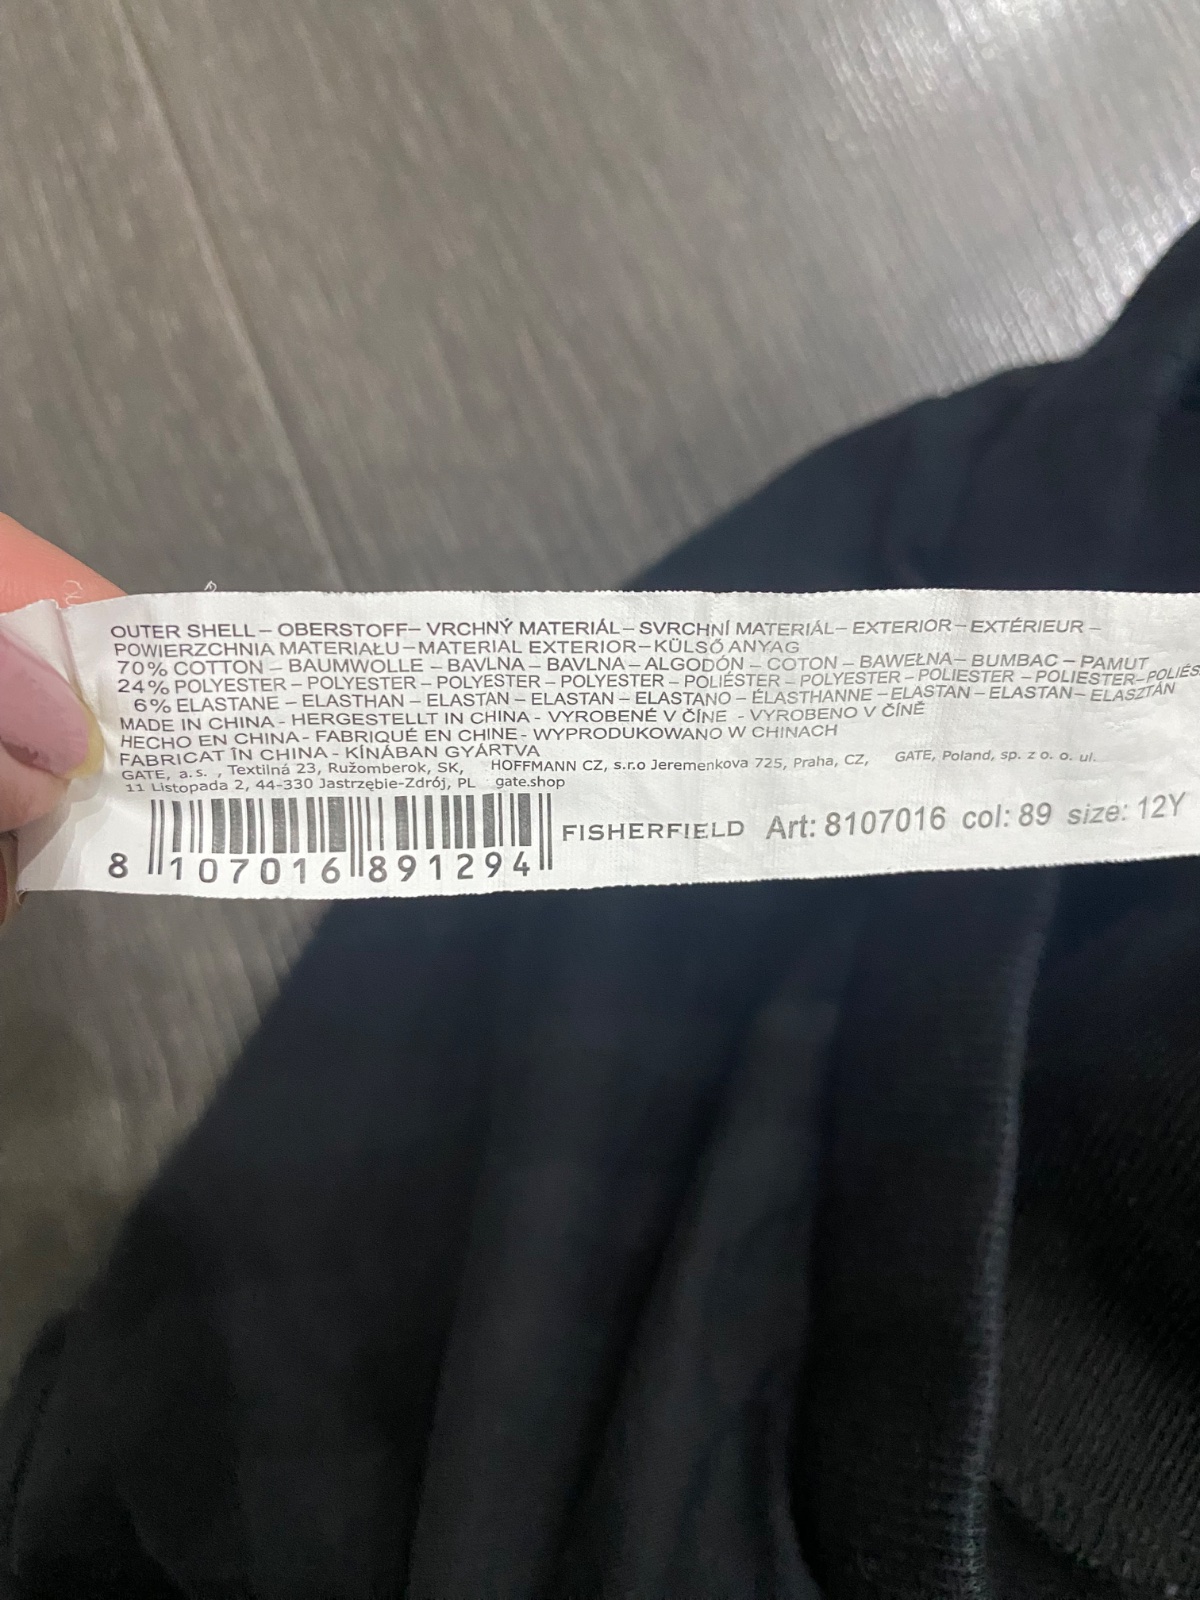 OUTER SHELL – OBERSTOFF– VRCHNÝ MATERIÁL – SVRCHNÍ MATERIÁL– EXTERIOR – EXTÉRIEUR –
POWIERZCHNIA MATERIAŁU – MATERIAL EXTERIOR – KÜLSŐ ANYAG
70% COTTON – BAUMWOLLE – BAVLNA – BAVLNA – ALGODÓN – COTON – BAWEŁNA – BUMBAC – PAMUT
24% POLYESTER – POLYESTER – POLYESTER – POLYESTER – POLIÉSTER – POLYESTER – POLIESTER – POLIESTER – POLIÉS
6% ELASTANE – ELASTHAN – ELASTAN – ELASTAN – ELASTANO – ÉLASTHANNE – ELASTAN – ELASTAN – ELASZTÁN
MADE IN CHINA - HERGESTELLT IN CHINA - VYROBENÉ V ČÍNE - VYROBENO V ČÍNĚ
HECHO EN CHINA - FABRIQUÉ EN CHINE - WYPRODUKOWANO W CHINACH
FABRICAT ÎN CHINA - KÍNÁBAN GYÁRTVA
GATE, a.s. , Textilná 23, Ružomberok, SK, HOFFMANN CZ, s.r.o Jeremenkova 725, Praha, CZ, GATE, Poland, sp. z o. o. ul.
11 Listopada 2, 44-330 Jastrzębie-Zdrój, PL gate.shop
FISHERFIELD Art: 8107016 col: 89 size: 12Y
8 107016 891294